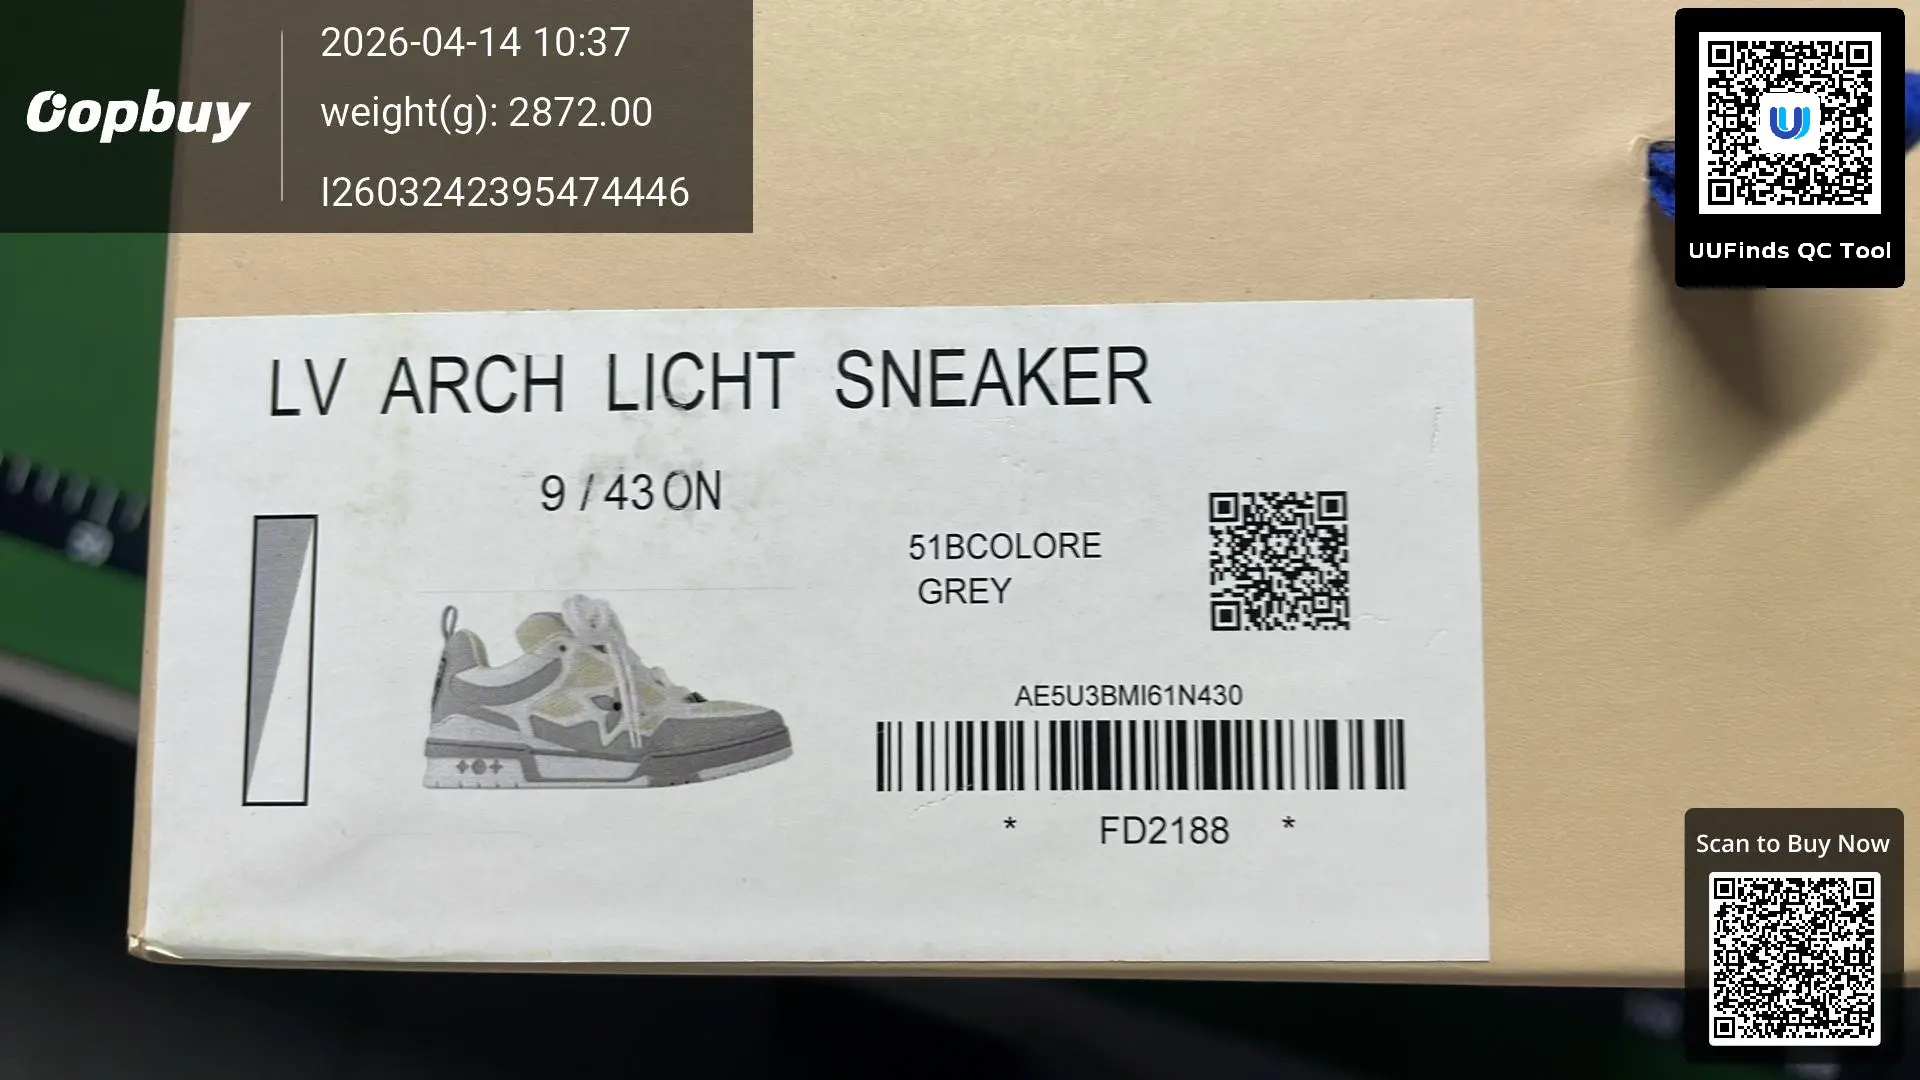 Oopbuy
2026-04-14 10:37
weight(g): 2872.00
I2603242395474446
UUFinds QC Tool
LV ARCH LICHT SNEAKER
9 / 43 ON
51BCOLORE
GREY
AE5U3BMI61N430
* FD2188 *
Scan to Buy Now